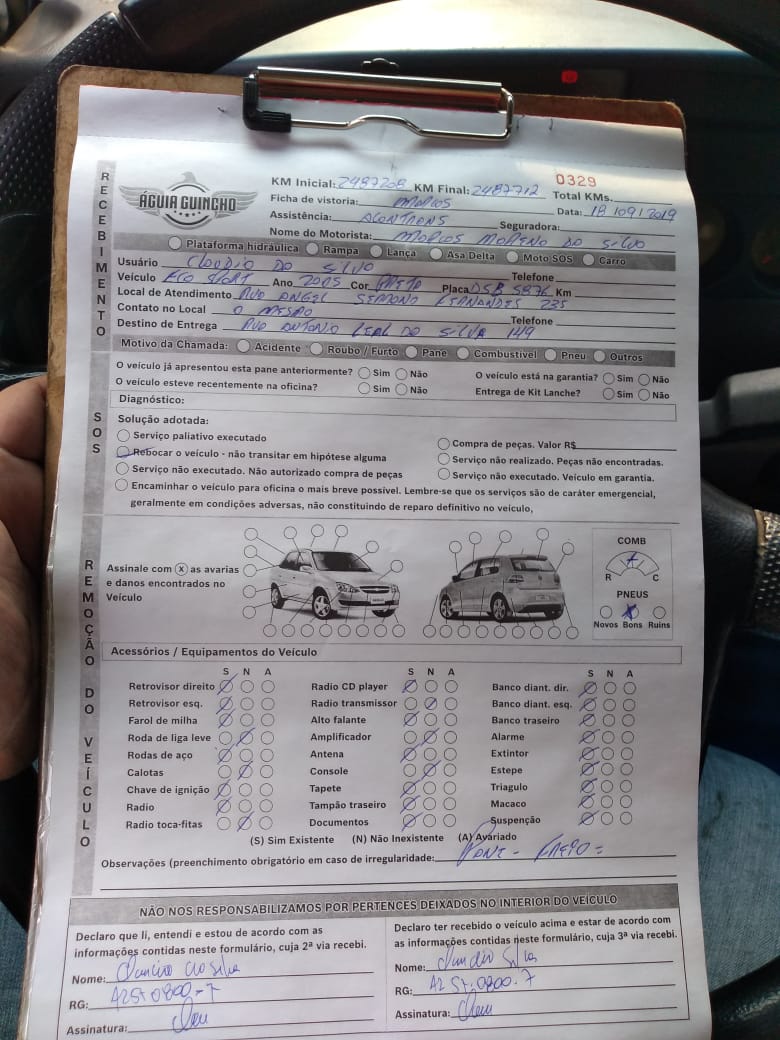 RECEBIMENTO
ÁGUIA GUINCHO
0329
KM Inicial: 2487208 KM Final: 2487712 Total KMs.
Ficha de vistoria: MARCOS Data: 18/09/2019
Assistência: Seguradora:
Nome do Motorista: MARCOS MORENO DA SILVA
Plataforma hidráulica Rampa Lança Asa Delta Moto SOS Carro
Usuário CLAUDIO DA SILVA Telefone
Veículo ECO SPORT Ano 2005 Cor PRETO Placa DSB 5876 Km
Local de Atendimento RUA ANGEL FERNANDES 235
Contato no Local O MESMO Telefone
Destino de Entrega RUA ANTONIO LEAL DA SILVA 149
Motivo da Chamada: Acidente Roubo / Furto Pane Combustível Pneu Outros
SOS
O veículo já apresentou esta pane anteriormente? Sim Não O veículo está na garantia? Sim Não
O veículo esteve recentemente na oficina? Sim Não Entrega de Kit Lanche? Sim Não
Diagnóstico:
Solução adotada:
Serviço paliativo executado Compra de peças. Valor R$
Rebocar o veículo - não transitar em hipótese alguma Serviço não realizado. Peças não encontradas.
Serviço não executado. Não autorizado compra de peças Serviço não executado. Veículo em garantia.
Encaminhar o veículo para oficina o mais breve possível. Lembre-se que os serviços são de caráter emergencial,
geralmente em condições adversas, não constituindo de reparo definitivo no veículo,
REMOÇÃO DO VEÍCULO
Assinale com X as avarias
e danos encontrados no
Veículo
COMB
R C
PNEUS
Novos Bons Ruins
Acessórios / Equipamentos do Veículo
S N A S N A S N A
Retrovisor direito Radio CD player Banco diant. dir.
Retrovisor esq. Radio transmissor Banco diant. esq.
Farol de milha Alto falante Banco traseiro
Roda de liga leve Amplificador Alarme
Rodas de aço Antena Extintor
Calotas Console Estepe
Chave de ignição Tapete Triagulo
Radio Tampão traseiro Macaco
Radio toca-fitas Documentos Suspenção
(S) Sim Existente (N) Não Inexistente (A) Avariado
Observações (preenchimento obrigatório em caso de irregularidade:
NÃO NOS RESPONSABILIZAMOS POR PERTENCES DEIXADOS NO INTERIOR DO VEÍCULO
Declaro que li, entendi e estou de acordo com as
informações contidas neste formulário, cuja 2ª via recebi.
Nome: da Silva
RG:
Assinatura:
Declaro ter recebido o veículo acima e estar de acordo com
as informações contidas neste formulário, cuja 3ª via recebi.
Nome: Silva
RG:
Assinatura: